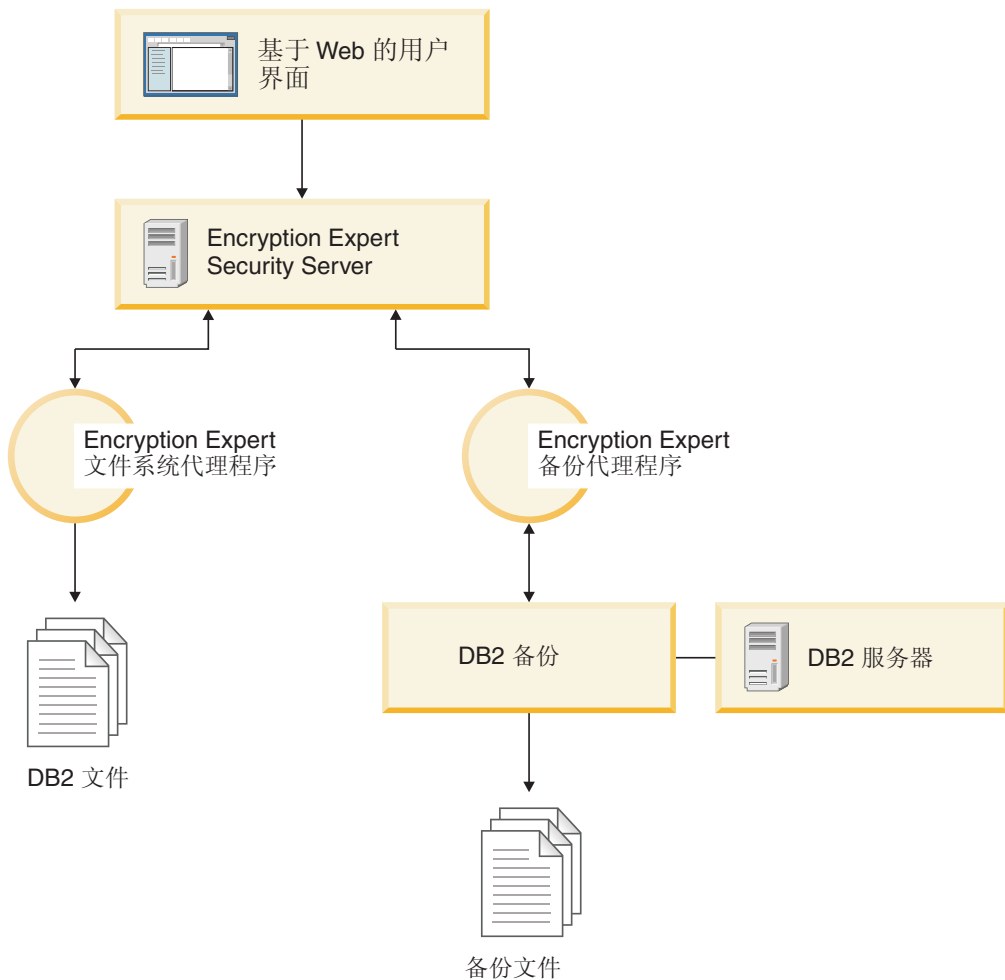 基于 Web 的用户
界面
Encryption Expert
Security Server
Encryption Expert
文件系统代理程序
Encryption Expert
备份代理程序
DB2 备份
DB2 服务器
DB2 文件
备份文件